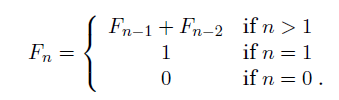 F_{n-1} + F_{n-2} if n > 1
F_n = { 1 if n = 1
0 if n = 0 .